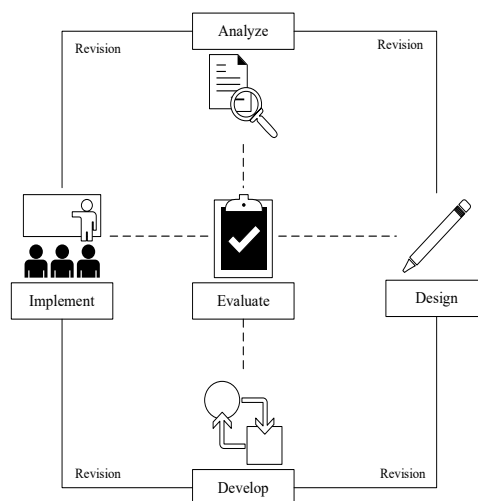 Analyze
Revision
Revision
Implement
Evaluate
Design
Revision
Revision
Develop